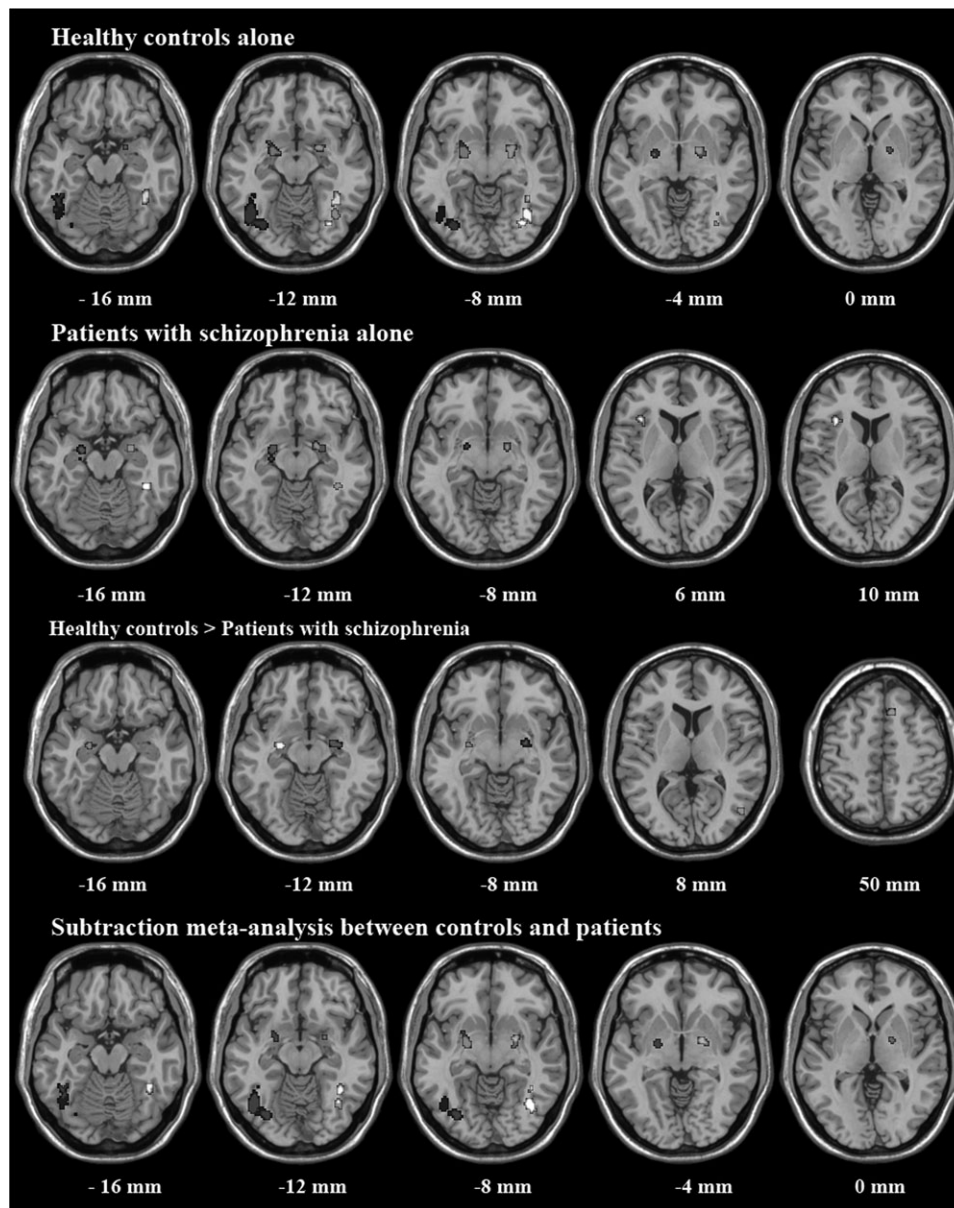 Healthy controls alone
- 16 mm -12 mm -8 mm -4 mm 0 mm
Patients with schizophrenia alone
-16 mm -12 mm -8 mm 6 mm 10 mm
Healthy controls > Patients with schizophrenia
-16 mm -12 mm -8 mm 8 mm 50 mm
Subtraction meta-analysis between controls and patients
- 16 mm -12 mm -8 mm -4 mm 0 mm